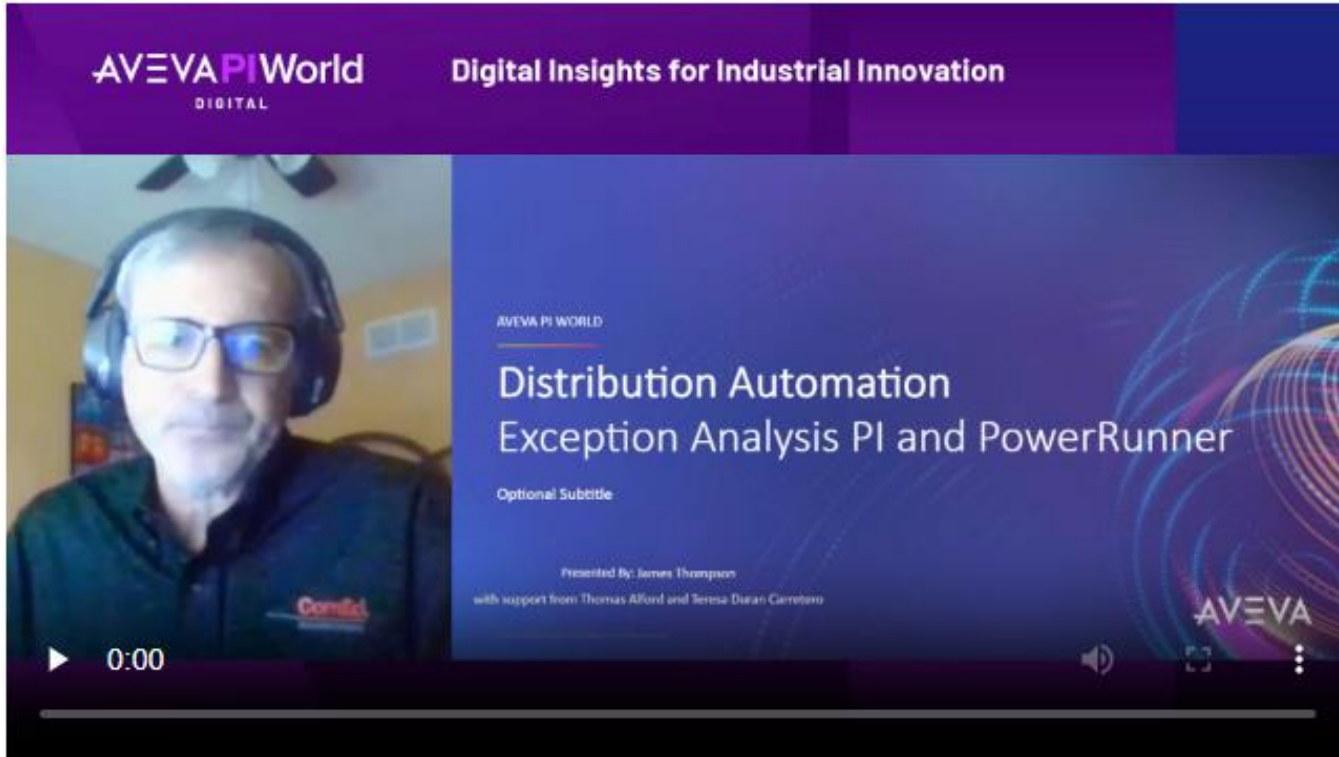 AVEVA PI World
DIGITAL
Digital Insights for Industrial Innovation
AVEVA PI WORLD
Distribution Automation
Exception Analysis PI and PowerRunner
Optional Subtitle
Presented By: James Thompson
with support from Thomas Alford and Teresa Duran Carretero
ComEd
AVEVA
0:00